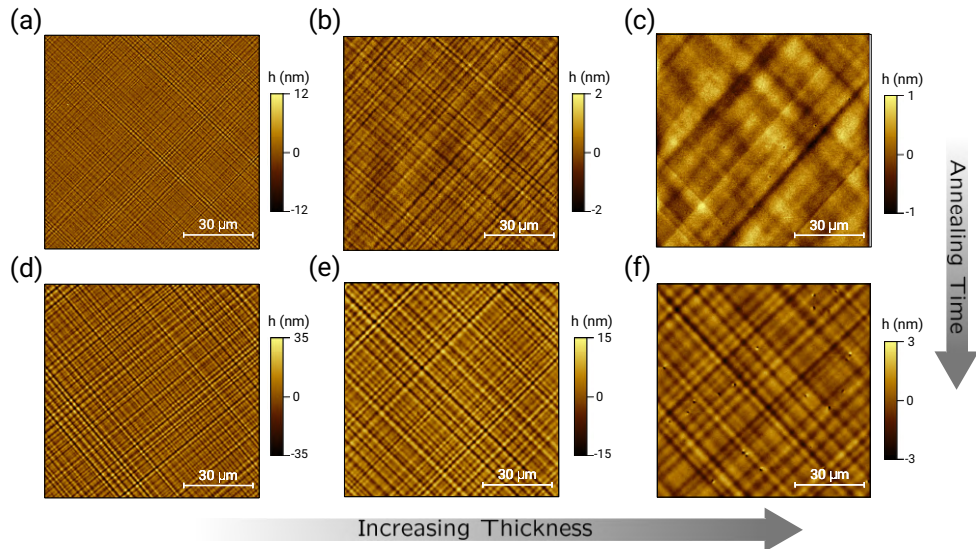 (a)
h (nm)
12
0
-12
30 µm
(b)
h (nm)
2
0
-2
30 µm
(c)
h (nm)
1
0
-1
30 µm
(d)
h (nm)
35
0
-35
30 µm
(e)
h (nm)
15
0
-15
30 µm
(f)
h (nm)
3
0
-3
30 µm
Annealing Time
Increasing Thickness